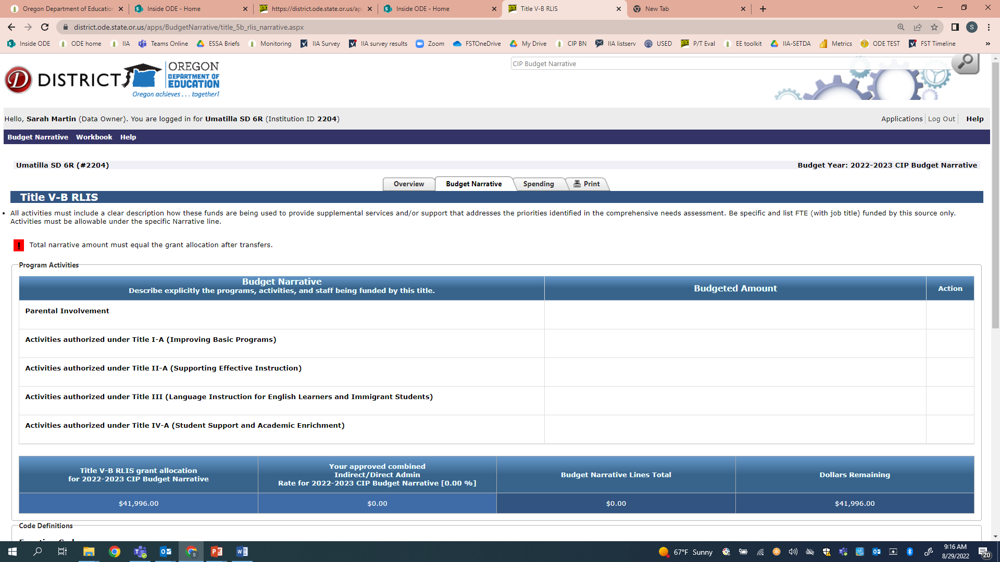 Oregon Department of Education
Inside ODE - Home
https://district.ode.state.or.us/ap
Inside ODE - Home
Title V-B RLIS
New Tab
district.ode.state.or.us/apps/BudgetNarrative/title_5b_rlis_narrative.aspx
S
Inside ODE
ODE home
IIA
Teams Online
ESSA Briefs
Monitoring
IIA Survey
IIA survey results
Zoom
FSTOneDrive
My Drive
CIP BN
IIA listserv
USED
P/T Eval
EE toolkit
IIA-SETDA
Metrics
ODE TEST
FST Timeline
»
D DISTRICT
OREGON
DEPARTMENT OF
EDUCATION
Oregon achieves . . . together!
CIP Budget Narrative
Hello, Sarah Martin (Data Owner). You are logged in for Umatilla SD 6R (Institution ID 2204)
Applications Log Out Help
Budget Narrative Workbook Help
Umatilla SD 6R (#2204)
Budget Year: 2022-2023 CIP Budget Narrative
Overview
Budget Narrative
Spending
Print
Title V-B RLIS
• All activities must include a clear description how these funds are being used to provide supplemental services and/or support that addresses the priorities identified in the comprehensive needs assessment. Be specific and list FTE (with job title) funded by this source only.
Activities must be allowable under the specific Narrative line.
! Total narrative amount must equal the grant allocation after transfers.
Program Activities
Budget Narrative
Describe explicitly the programs, activities, and staff being funded by this title.
Budgeted Amount
Action
Parental Involvement
Activities authorized under Title I-A (Improving Basic Programs)
Activities authorized under Title II-A (Supporting Effective Instruction)
Activities authorized under Title III (Language Instruction for English Learners and Immigrant Students)
Activities authorized under Title IV-A (Student Support and Academic Enrichment)
Title V-B RLIS grant allocation
for 2022-2023 CIP Budget Narrative
Your approved combined
Indirect/Direct Admin
Rate for 2022-2023 CIP Budget Narrative [0.00 %]
Budget Narrative Lines Total
Dollars Remaining
$41,996.00
$0.00
$0.00
$41,996.00
Code Definitions
67°F Sunny
9:16 AM
8/29/2022
20